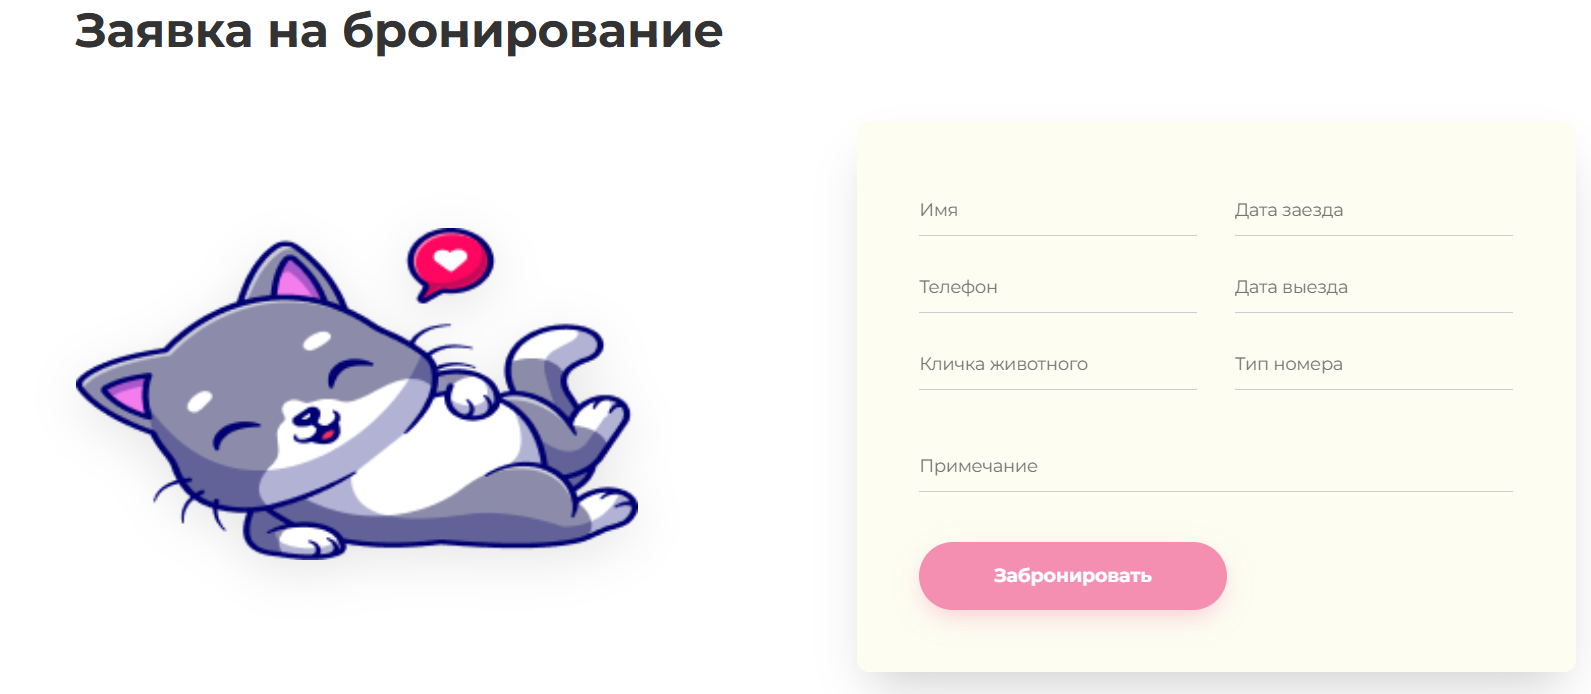 Заявка на бронирование
Имя
Дата заезда
Телефон
Дата выезда
Кличка животного
Тип номера
Примечание
Забронировать